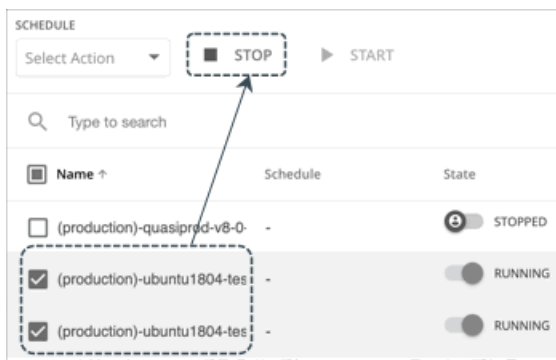 SCHEDULE
Select Action STOP START
Type to search
Name ↑ Schedule State
(production)-quasiprod-v8-0- - STOPPED
(production)-ubuntu1804-tes - RUNNING
(production)-ubuntu1804-tes - RUNNING